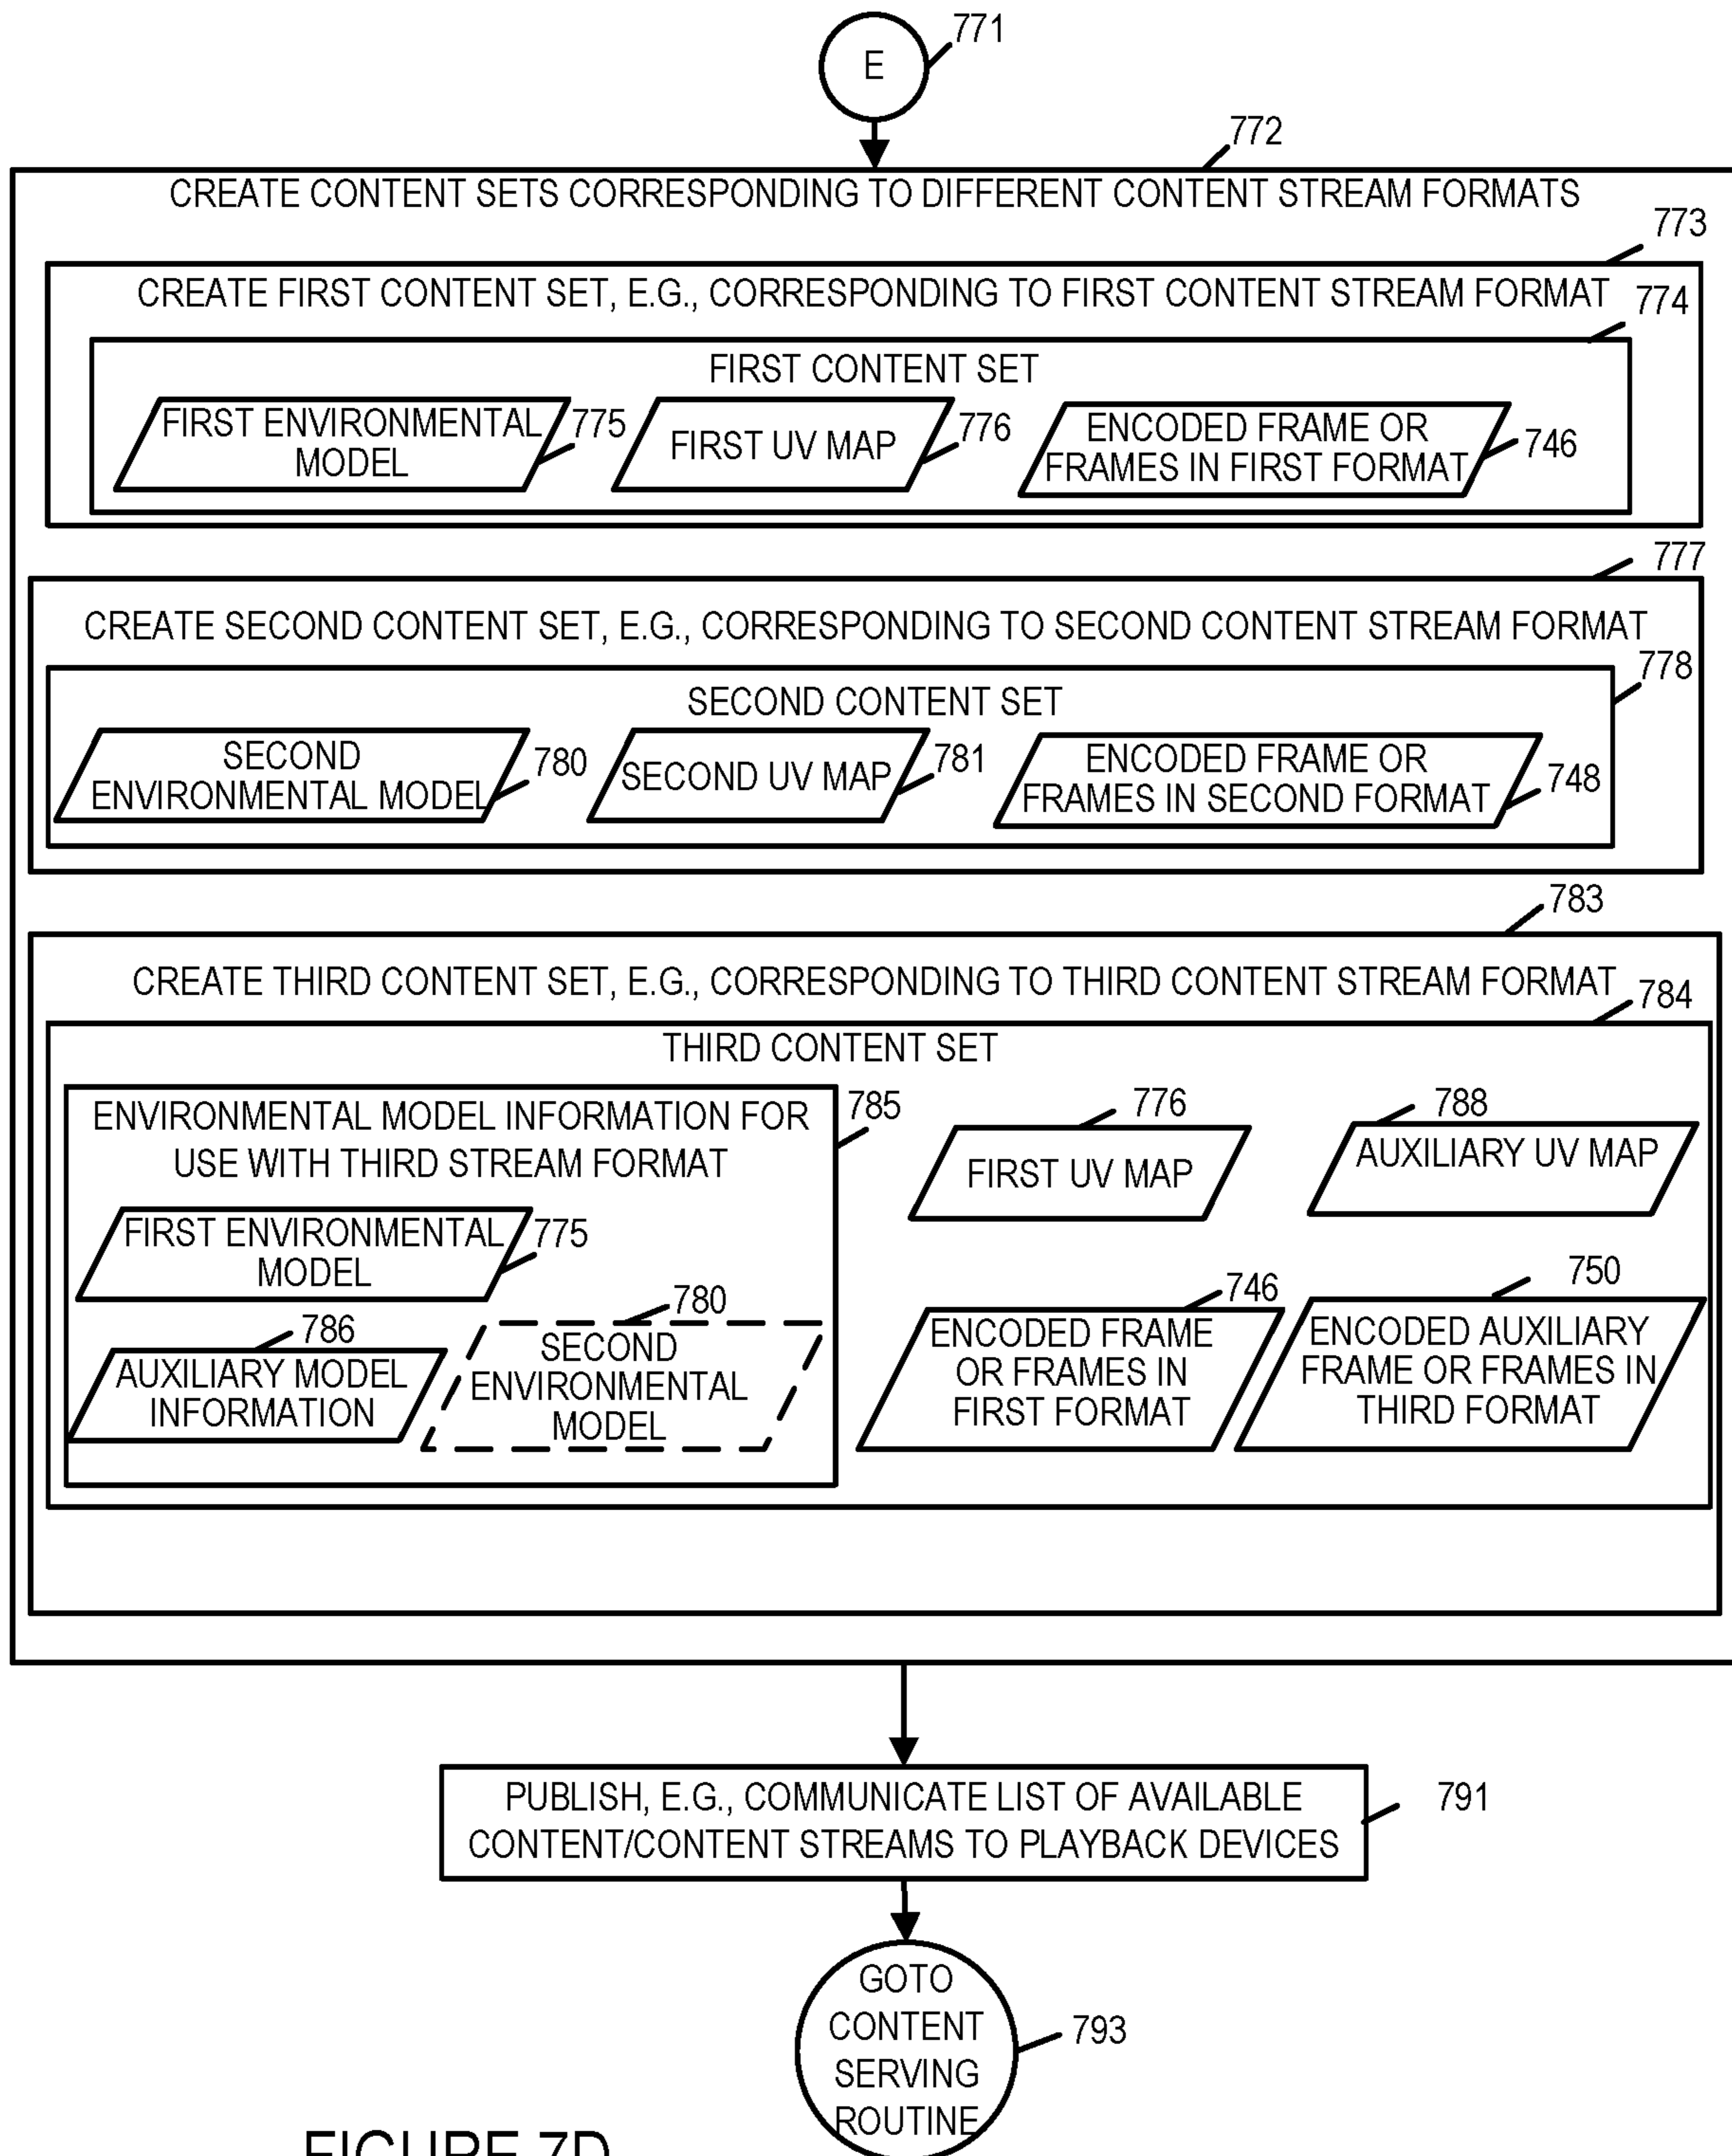 E
771
772
CREATE CONTENT SETS CORRESPONDING TO DIFFERENT CONTENT STREAM FORMATS
773
CREATE FIRST CONTENT SET, E.G., CORRESPONDING TO FIRST CONTENT STREAM FORMAT
774
FIRST CONTENT SET
FIRST ENVIRONMENTAL
MODEL
775
FIRST UV MAP
776
ENCODED FRAME OR
FRAMES IN FIRST FORMAT
746
777
CREATE SECOND CONTENT SET, E.G., CORRESPONDING TO SECOND CONTENT STREAM FORMAT
778
SECOND CONTENT SET
SECOND
ENVIRONMENTAL MODEL
780
SECOND UV MAP
781
ENCODED FRAME OR
FRAMES IN SECOND FORMAT
748
783
CREATE THIRD CONTENT SET, E.G., CORRESPONDING TO THIRD CONTENT STREAM FORMAT
784
THIRD CONTENT SET
ENVIRONMENTAL MODEL INFORMATION FOR
USE WITH THIRD STREAM FORMAT
785
FIRST ENVIRONMENTAL
MODEL
775
786
AUXILIARY MODEL
INFORMATION
780
SECOND
ENVIRONMENTAL
MODEL
776
FIRST UV MAP
788
AUXILIARY UV MAP
746
ENCODED FRAME
OR FRAMES IN
FIRST FORMAT
750
ENCODED AUXILIARY
FRAME OR FRAMES IN
THIRD FORMAT
PUBLISH, E.G., COMMUNICATE LIST OF AVAILABLE
CONTENT/CONTENT STREAMS TO PLAYBACK DEVICES
791
GOTO
CONTENT
SERVING
ROUTINE
793
FIGURE 7D